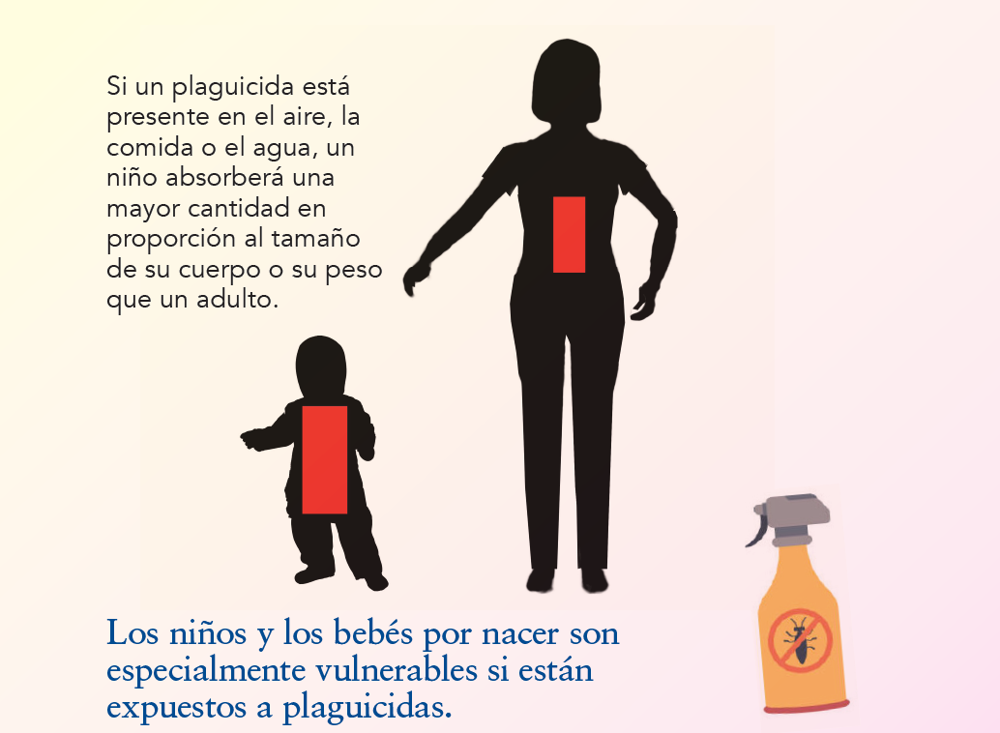 Si un plaguicida está
presente en el aire, la
comida o el agua, un
niño absorberá una
mayor cantidad en
proporción al tamaño
de su cuerpo o su peso
que un adulto.
Los niños y los bebés por nacer son
especialmente vulnerables si están
expuestos a plaguicidas.